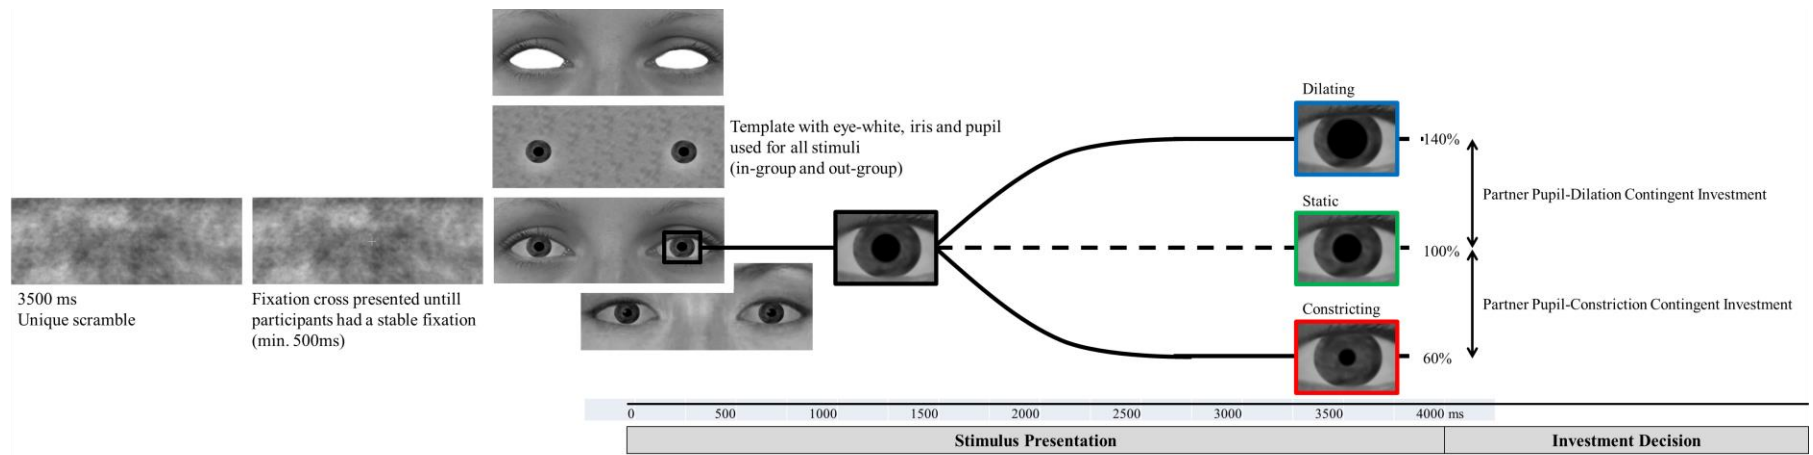 3500 ms
Unique scramble
Fixation cross presented untill
participants had a stable fixation
(min. 500ms)
Template with eye-white, iris and pupil
used for all stimuli
(in-group and out-group)
Dilating
140%
Partner Pupil-Dilation Contingent Investment
Static
100%
Partner Pupil-Constriction Contingent Investment
Constricting
60%
0 500 1000 1500 2000 2500 3000 3500 4000 ms
Stimulus Presentation
Investment Decision